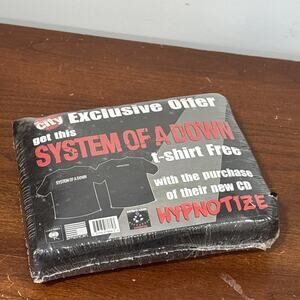 city Exclusive Offer
get this
SYSTEM OF A DOWN
t-shirt Free
SYSTEM OF A DOWN
with the purchase
of their new CD
HYPNOTIZE